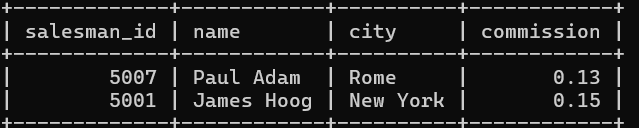 +-------------+------------+----------+------------+
| salesman_id | name       | city     | commission |
+-------------+------------+----------+------------+
|        5007 | Paul Adam  | Rome     |       0.13 |
|        5001 | James Hoog | New York |       0.15 |
+-------------+------------+----------+------------+